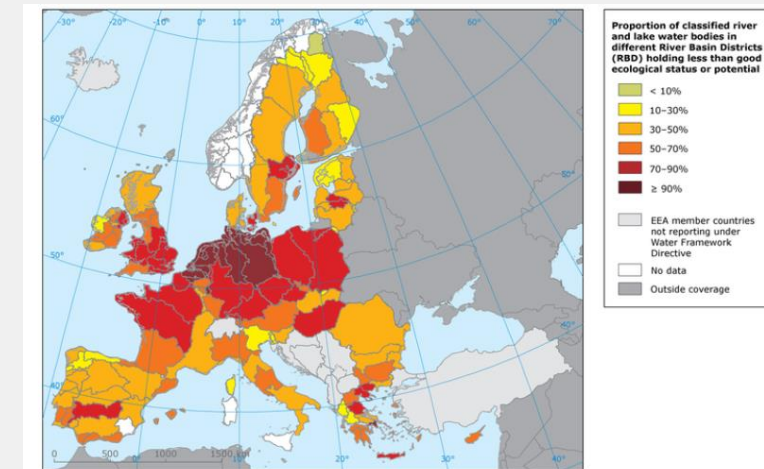 -30° -20° -10° 0° 10° 20° 30° 40° 50° 60° 70°
60°
50°
50°
40°
40°
0 500 1000 1500 km
0° 10° 20° 30° 40°
Proportion of classified river
and lake water bodies in
different River Basin Districts
(RBD) holding less than good
ecological status or potential
< 10%
10–30%
30–50%
50–70%
70–90%
≥ 90%
EEA member countries
not reporting under
Water Framework
Directive
No data
Outside coverage